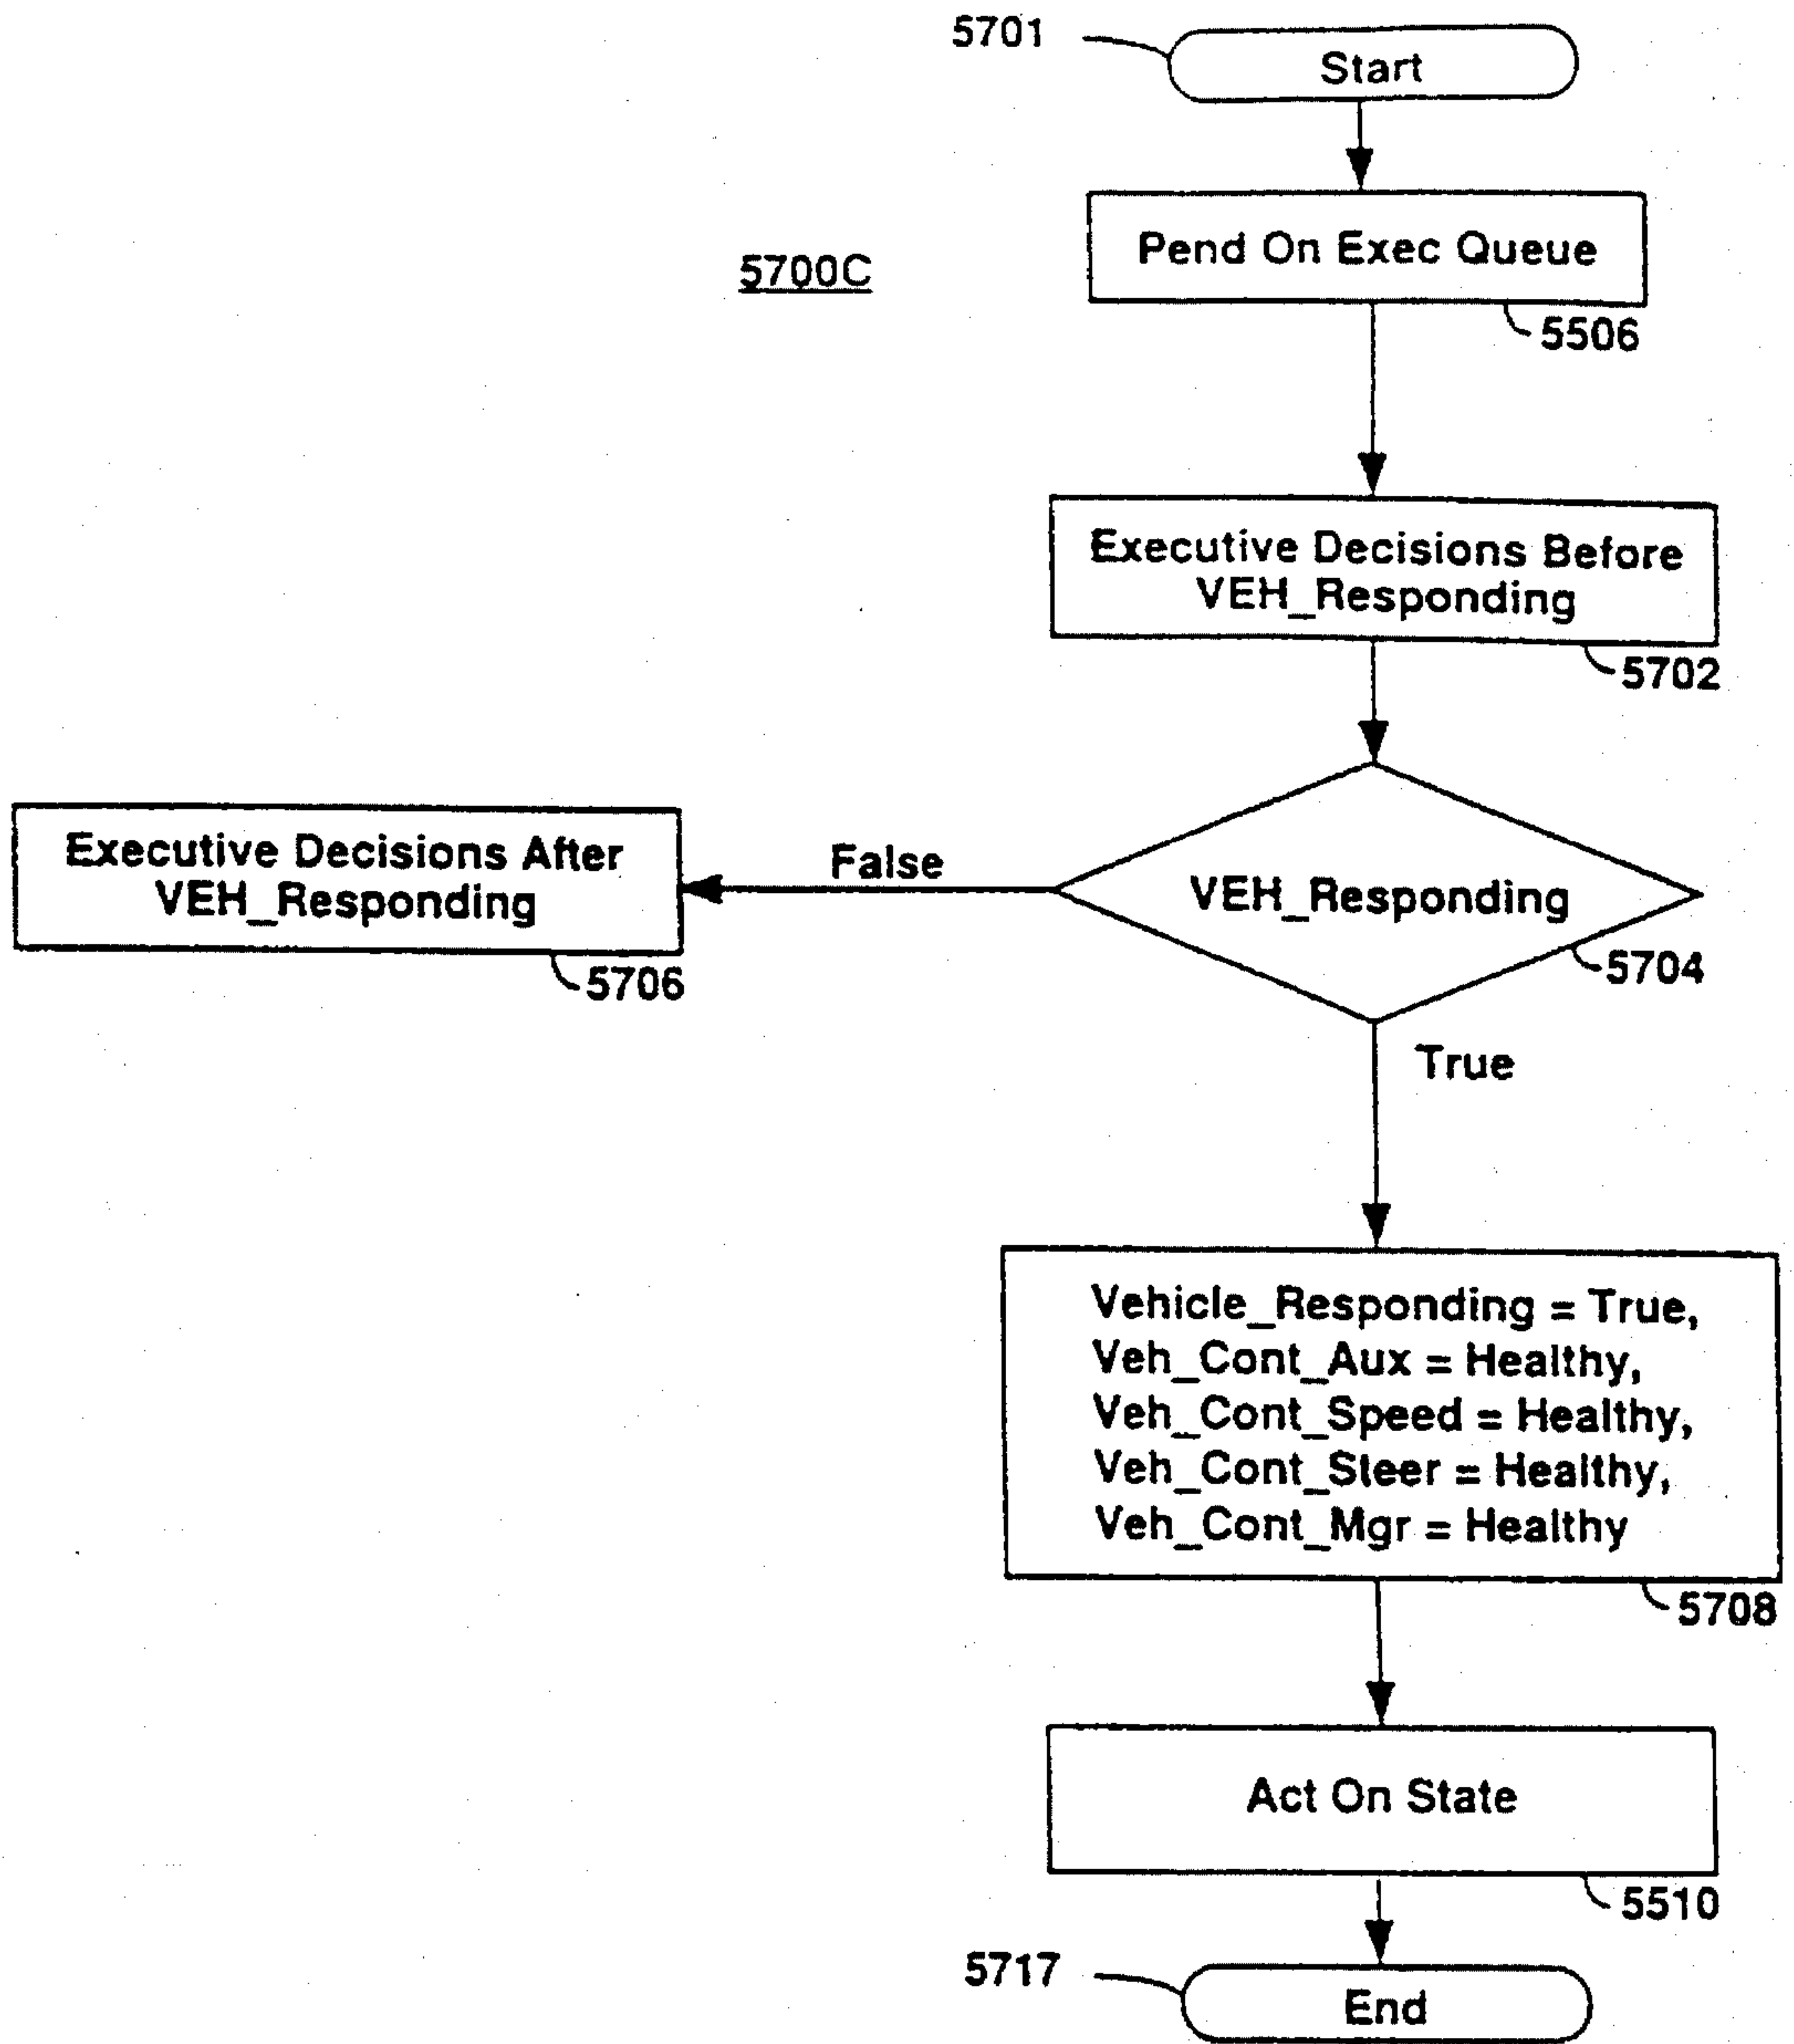 5701
Start
Pend On Exec Queue
5700C
5506
Executive Decisions Before
VEH_Responding
5702
Executive Decisions After
VEH_Responding
False
VEH_Responding
5706
5704
True
Vehicle_Responding = True,
Veh_Cont_Aux = Healthy,
Veh_Cont_Speed = Healthy,
Veh_Cont_Steer = Healthy,
Veh_Cont_Mgr = Healthy
5708
Act On State
5510
5717
End